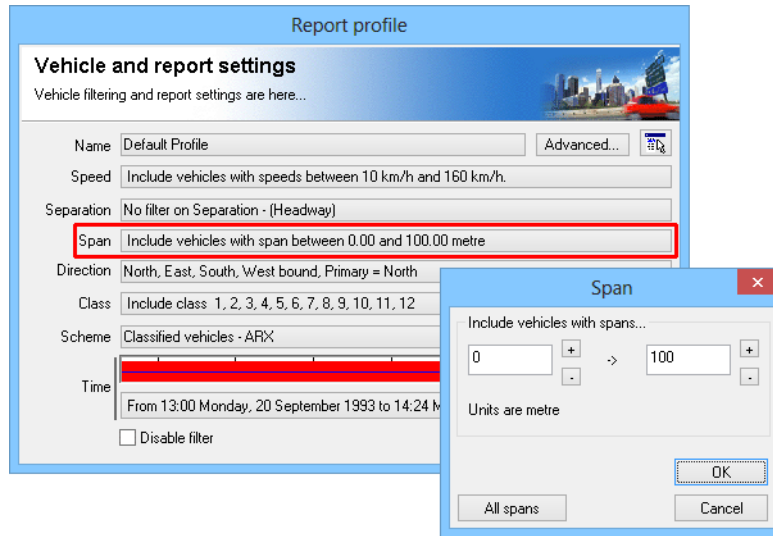 Report profile
Vehicle and report settings
Vehicle filtering and report settings are here...
Name Default Profile Advanced...
Speed Include vehicles with speeds between 10 km/h and 160 km/h.
Separation No filter on Separation - (Headway)
Span Include vehicles with span between 0.00 and 100.00 metre
Direction North, East, South, West bound, Primary = North
Class Include class 1, 2, 3, 4, 5, 6, 7, 8, 9, 10, 11, 12
Scheme Classified vehicles - ARX
Time
From 13:00 Monday, 20 September 1993 to 14:24
Disable filter
Span
Include vehicles with spans...
0 + - -> 100 + -
Units are metre
OK
All spans Cancel